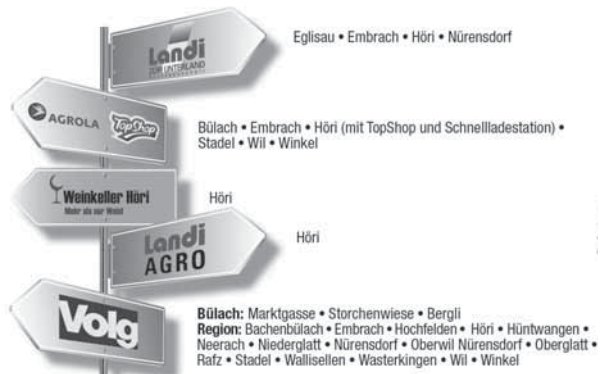 Landi
ZÜRI UNTERLAND
Eglisau • Embrach • Höri • Nürensdorf
AGROLA TopShop
Bülach • Embrach • Höri (mit TopShop und Schnellladestation) •
Stadel • Wil • Winkel
Weinkeller Höri
Mehr als nur Wein!
Höri
Landi
AGRO
Höri
Volg
Bülach: Marktgasse • Storchenwiese • Bergli
Region: Bachenbülach • Embrach • Hochfelden • Höri • Hüntwangen •
Neerach • Niederglatt • Nürensdorf • Oberwil Nürensdorf • Oberglatt •
Rafz • Stadel • Wallisellen • Wasterkingen • Wil • Winkel